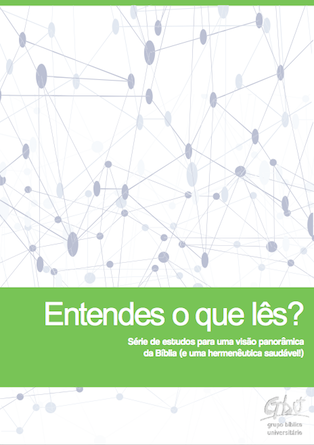 Entendes o que lês?
Série de estudos para uma visão panorâmica
da Bíblia (e uma hermenêutica saudável!)
gbu
grupo bíblico
universitário